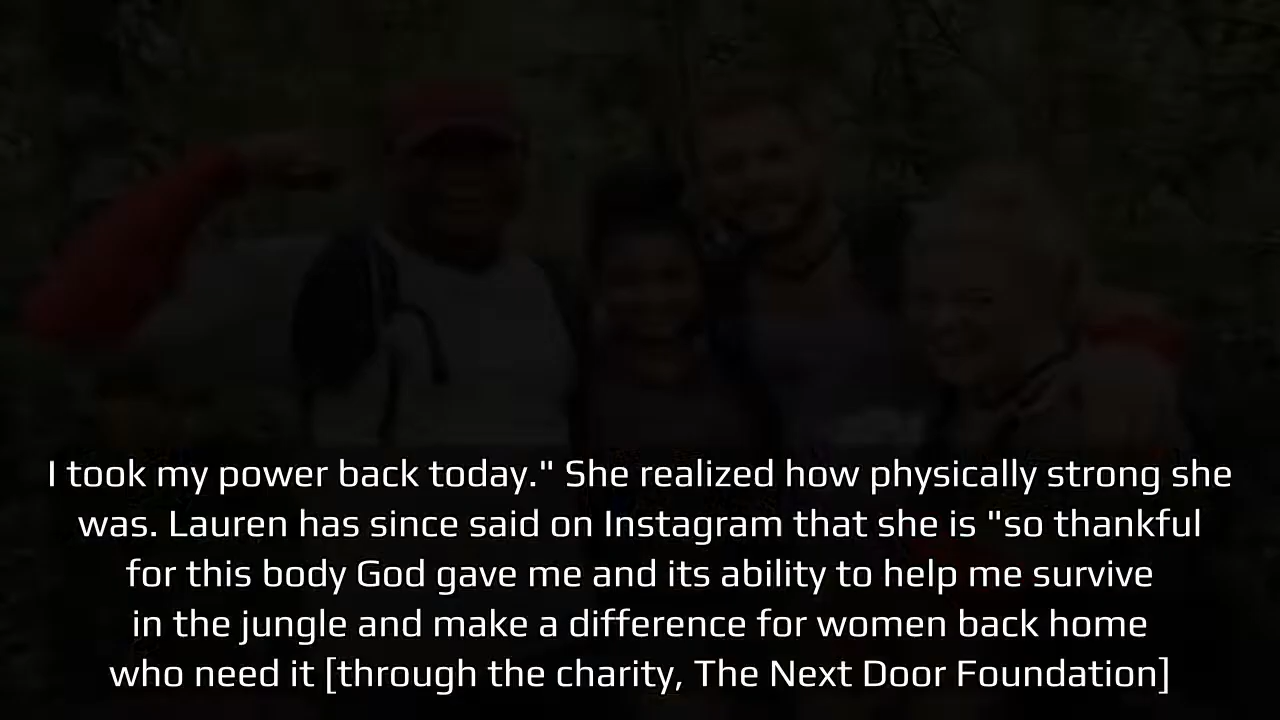 I took my power back today." She realized how physically strong she
was. Lauren has since said on Instagram that she is "so thankful
for this body God gave me and its ability to help me survive
in the jungle and make a difference for women back home
who need it [through the charity, The Next Door Foundation]